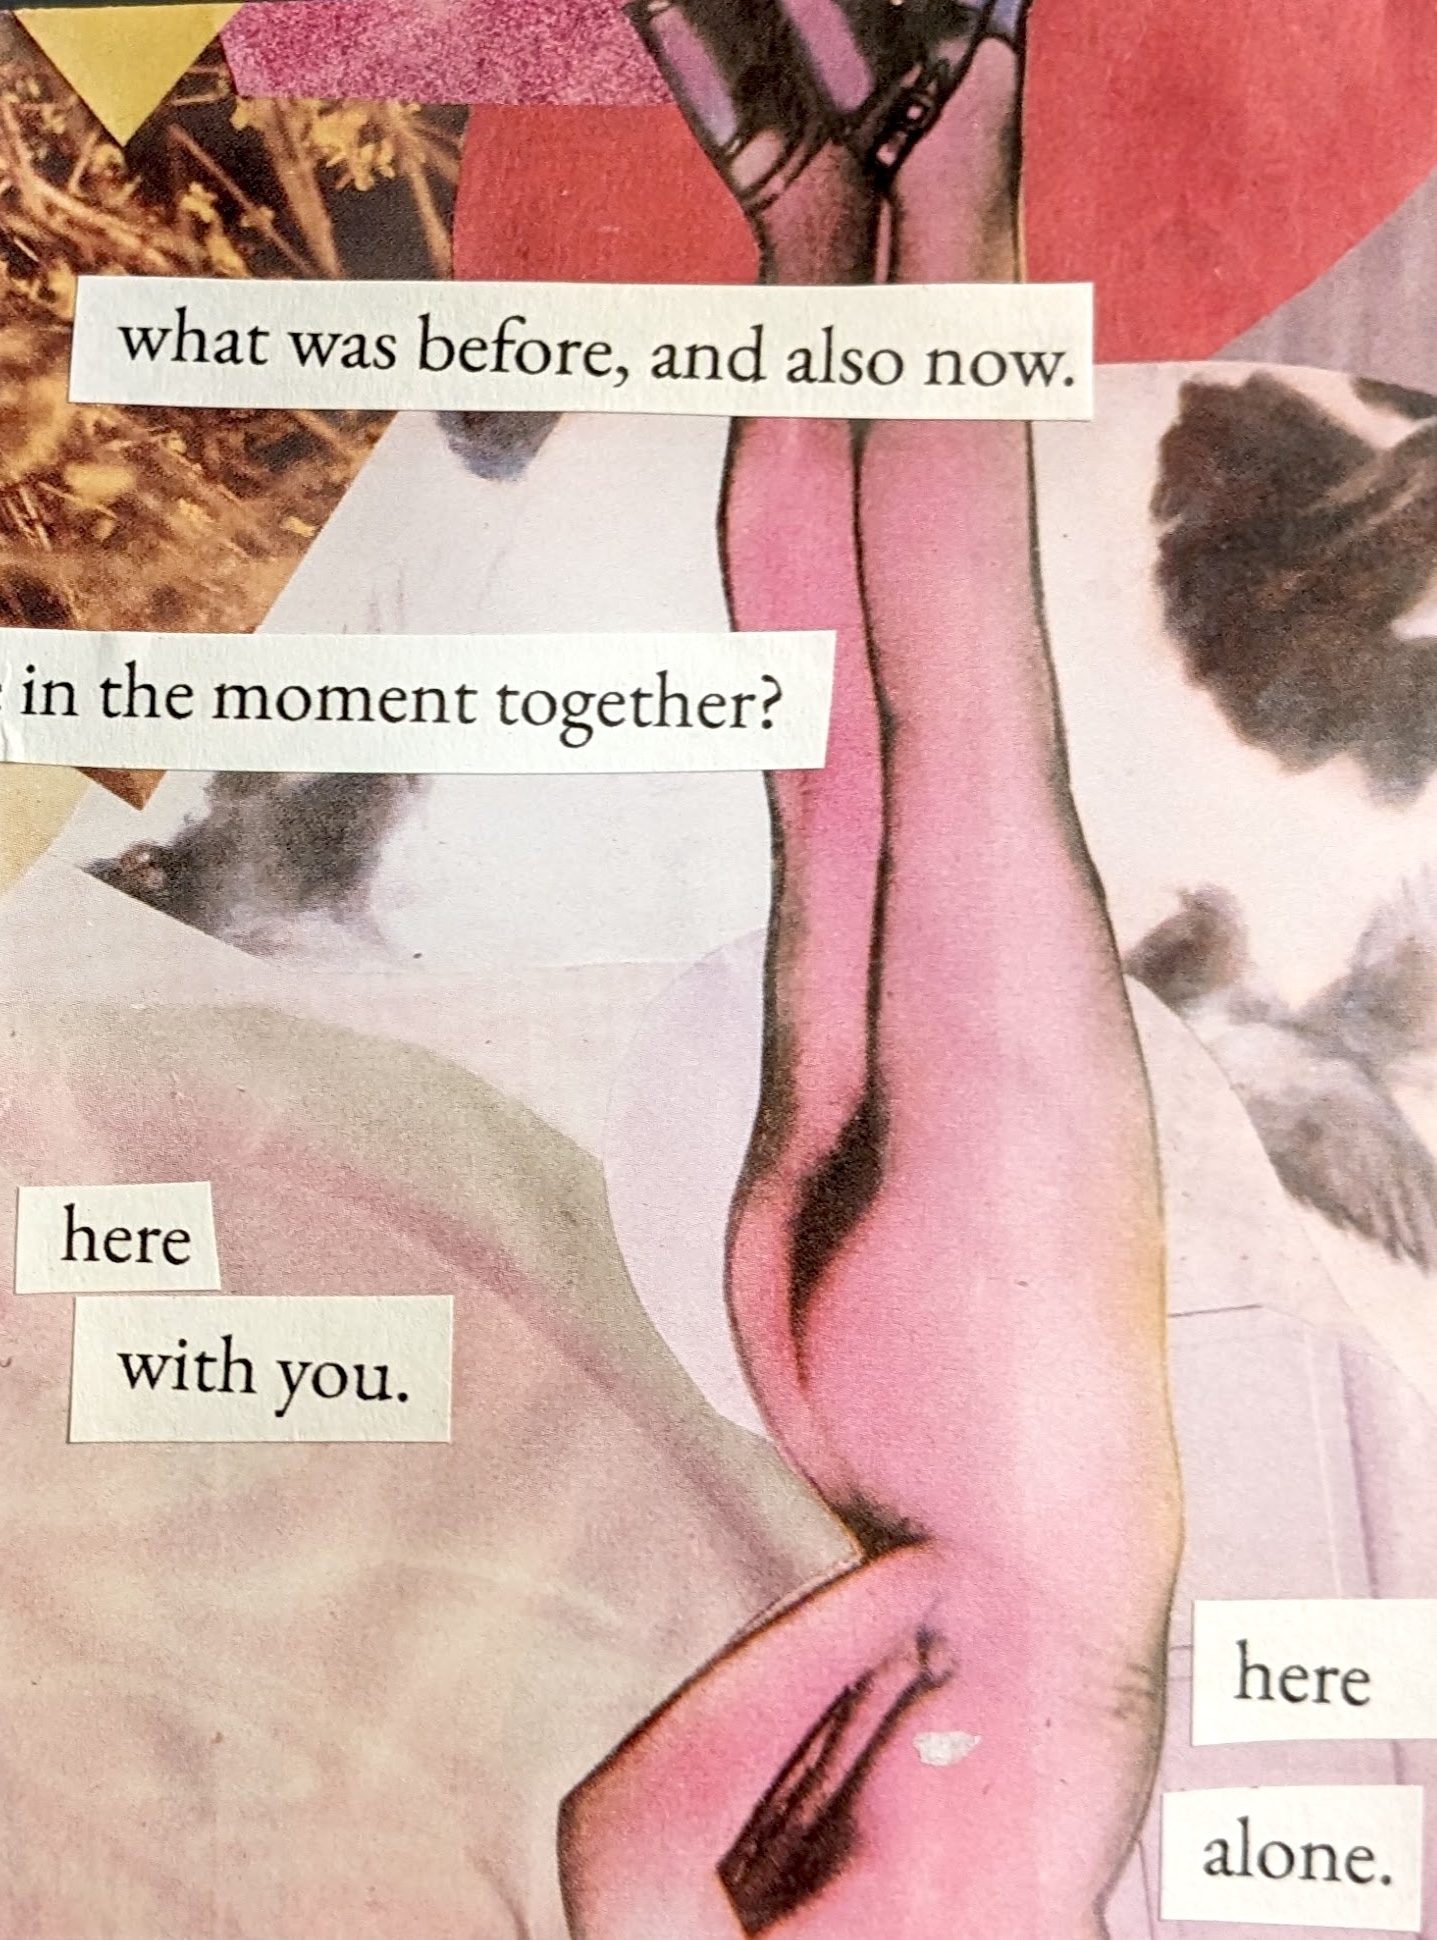 what was before, and also now.
in the moment together?
here
with you.
here
alone.